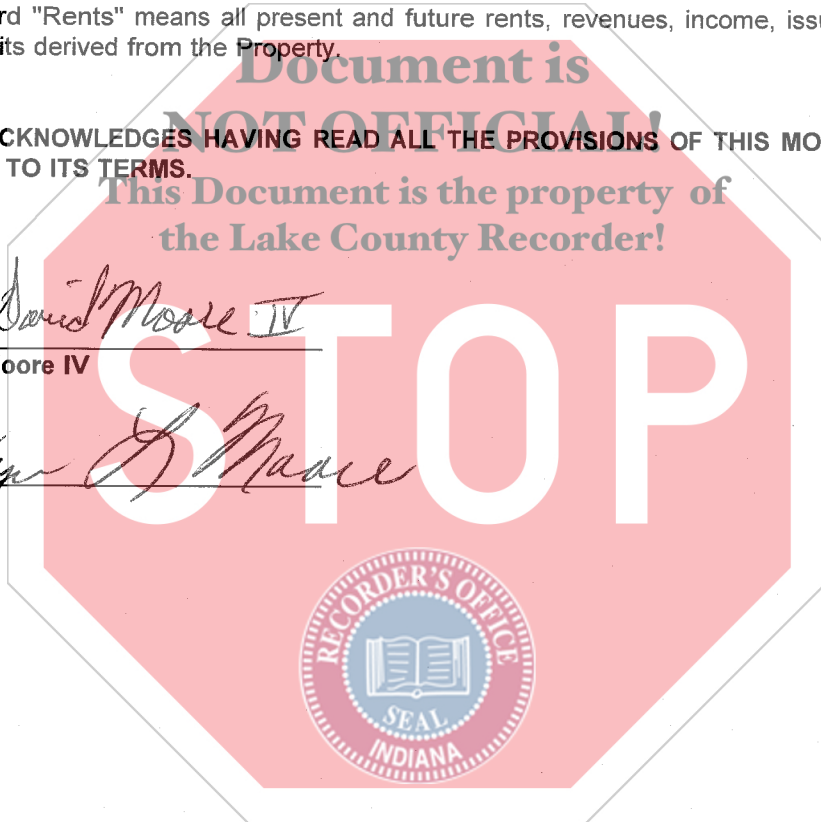 rd "Rents" means all present and future rents, revenues, income, issu
its derived from the Property.
Document is
NOT OFFICIAL!
CKNOWLEDGES HAVING READ ALL THE PROVISIONS OF THIS MO
TO ITS TERMS.
This Document is the property of
the Lake County Recorder!
David Moore IV
oore IV
G Moore
STOP
RECORDER'S OFFICE
SEAL
INDIANA